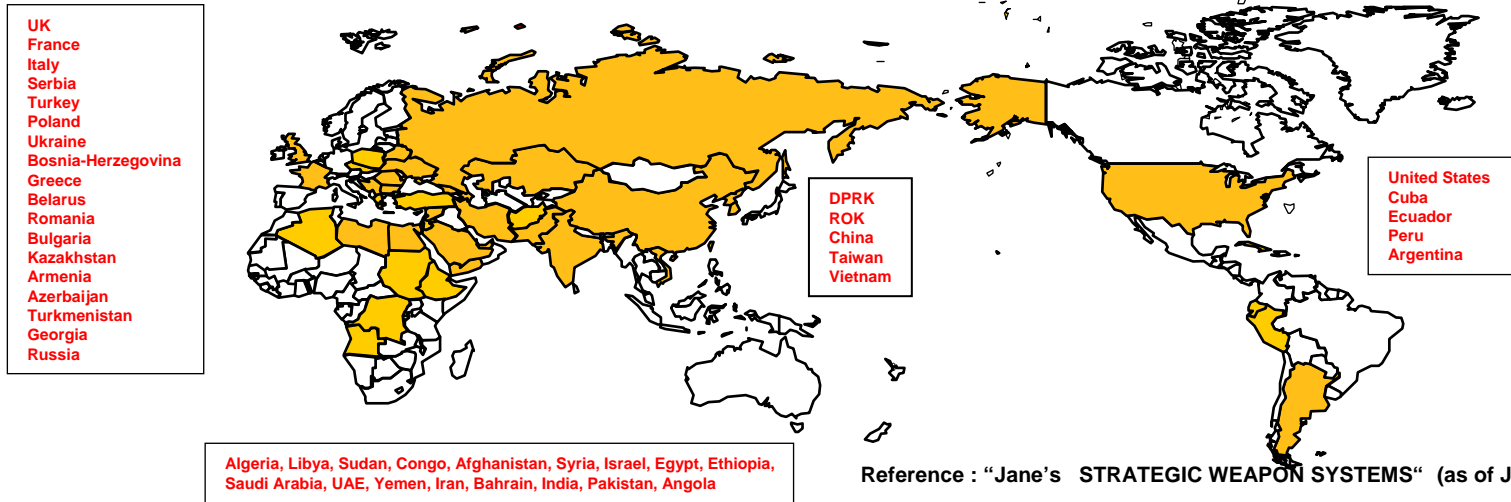 UK
France
Italy
Serbia
Turkey
Poland
Ukraine
Bosnia-Herzegovina
Greece
Belarus
Romania
Bulgaria
Kazakhstan
Armenia
Azerbaijan
Turkmenistan
Georgia
Russia
DPRK
ROK
China
Taiwan
Vietnam
United States
Cuba
Ecuador
Peru
Argentina
Algeria, Libya, Sudan, Congo, Afghanistan, Syria, Israel, Egypt, Ethiopia,
Saudi Arabia, UAE, Yemen, Iran, Bahrain, India, Pakistan, Angola
Reference : “Jane’s STRATEGIC WEAPON SYSTEMS“ (as of J